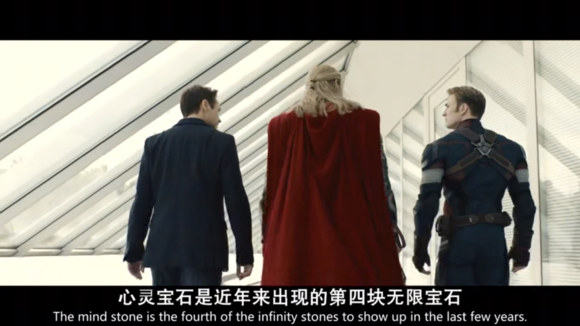 心灵宝石是近年来出现的第四块无限宝石
The mind stone is the fourth of the infinity stones to show up in the last few years.